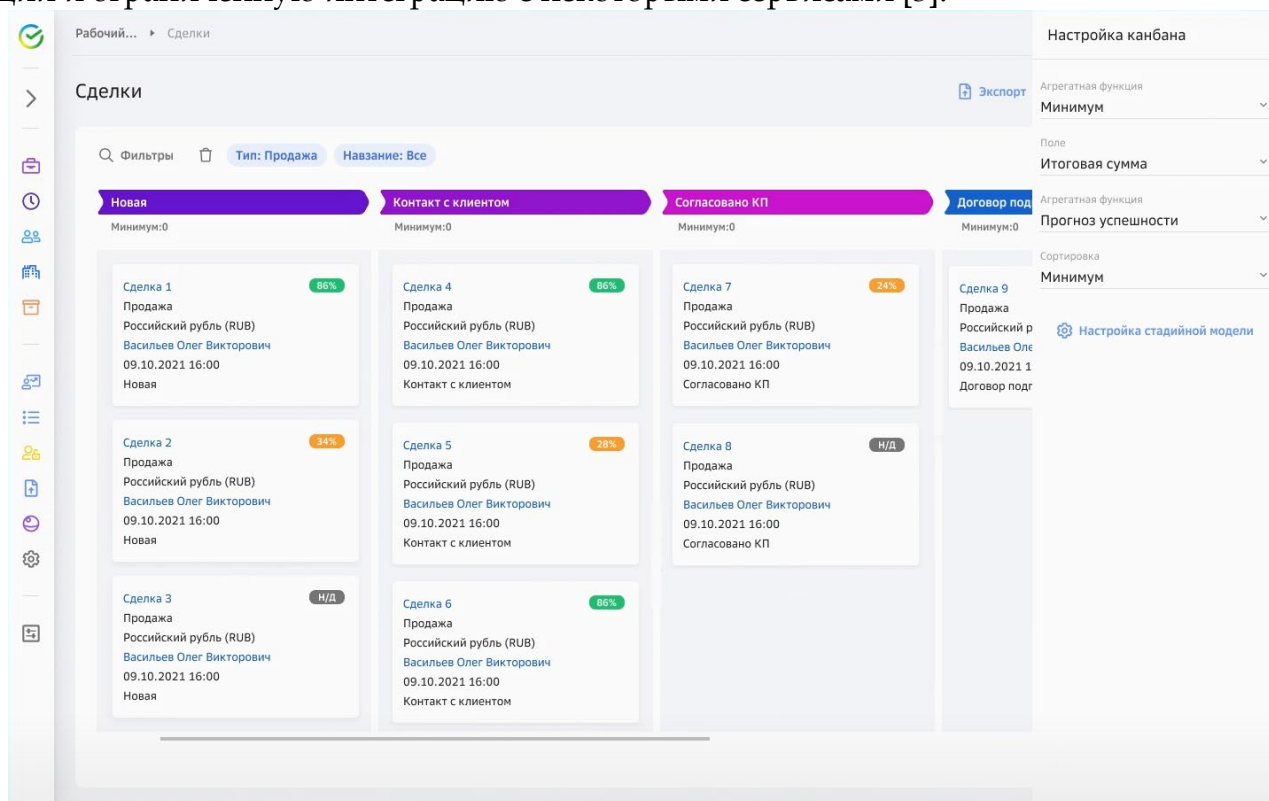 ограниченную интеграцию с некоторыми сервисами [5].
Рабочий... Сделки
Сделки
Экспорт
Фильтры Тип: Продажа Навзание: Все
Новая
Минимум:0
Сделка 1 86%
Продажа
Российский рубль (RUB)
Васильев Олег Викторович
09.10.2021 16:00
Новая
Сделка 2 34%
Продажа
Российский рубль (RUB)
Васильев Олег Викторович
09.10.2021 16:00
Новая
Сделка 3 Н/Д
Продажа
Российский рубль (RUB)
Васильев Олег Викторович
09.10.2021 16:00
Новая
Контакт с клиентом
Минимум:0
Сделка 4 86%
Продажа
Российский рубль (RUB)
Васильев Олег Викторович
09.10.2021 16:00
Контакт с клиентом
Сделка 5 28%
Продажа
Российский рубль (RUB)
Васильев Олег Викторович
09.10.2021 16:00
Контакт с клиентом
Сделка 6 86%
Продажа
Российский рубль (RUB)
Васильев Олег Викторович
09.10.2021 16:00
Контакт с клиентом
Согласовано КП
Минимум:0
Сделка 7 24%
Продажа
Российский рубль (RUB)
Васильев Олег Викторович
09.10.2021 16:00
Согласовано КП
Сделка 8 Н/Д
Продажа
Российский рубль (RUB)
Васильев Олег Викторович
09.10.2021 16:00
Согласовано КП
Договор под
Минимум:0
Сделка 9
Продажа
Российский р
Васильев Оле
09.10.2021 1
Договор под
Настройка канбана
Агрегатная функция
Минимум
Поле
Итоговая сумма
Агрегатная функция
Прогноз успешности
Сортировка
Минимум
Настройка стадийной модели